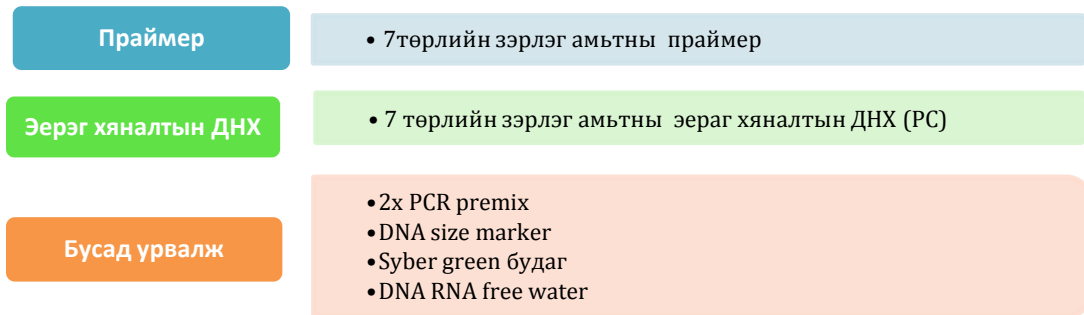 Праймер
• 7төрлийн зэрлэг амьтны праймер
Эерэг хяналтын ДНХ
• 7 төрлийн зэрлэг амьтны эераг хяналтын ДНХ (PC)
Бусад урвалж
•2x PCR premix
•DNA size marker
•Syber green будаг
•DNA RNA free water